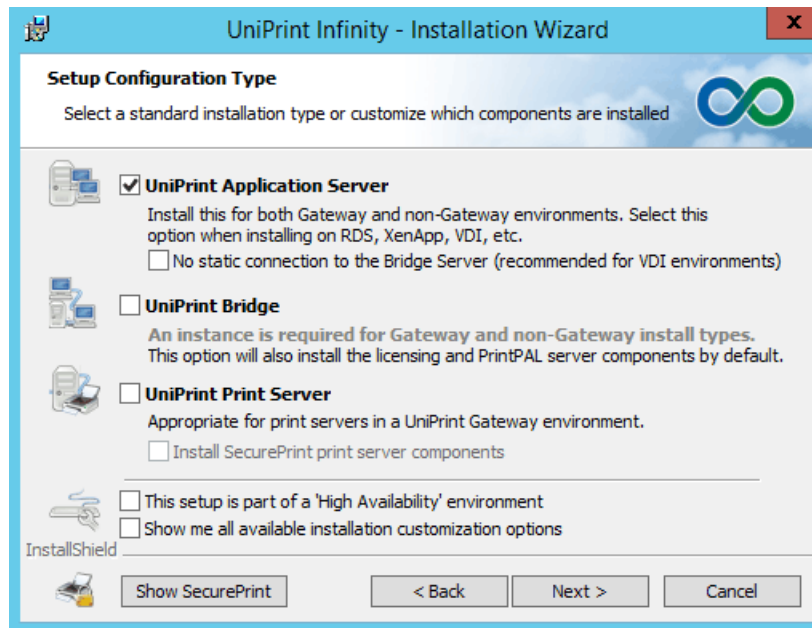 UniPrint Infinity - Installation Wizard
x
Setup Configuration Type
Select a standard installation type or customize which components are installed
UniPrint Application Server
Install this for both Gateway and non-Gateway environments. Select this
option when installing on RDS, XenApp, VDI, etc.
No static connection to the Bridge Server (recommended for VDI environments)
UniPrint Bridge
An instance is required for Gateway and non-Gateway install types.
This option will also install the licensing and PrintPAL server components by default.
UniPrint Print Server
Appropriate for print servers in a UniPrint Gateway environment.
Install SecurePrint print server components
This setup is part of a 'High Availability' environment
Show me all available installation customization options
InstallShield
Show SecurePrint
< Back
Next >
Cancel